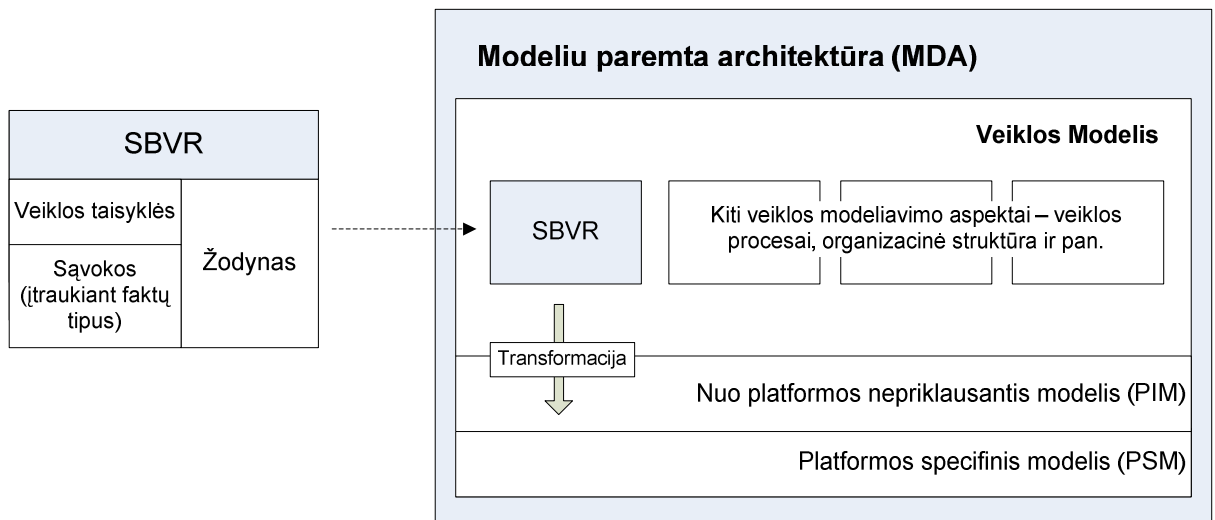 Modeliu paremta architektūra (MDA)
SBVR
Veiklos taisyklės
Sąvokos
(įtraukiant faktų
tipus)
Žodynas
Veiklos Modelis
SBVR
Kiti veiklos modeliavimo aspektai – veiklos
procesai, organizacinė struktūra ir pan.
Transformacija
Nuo platformos nepriklausantis modelis (PIM)
Platformos specifinis modelis (PSM)